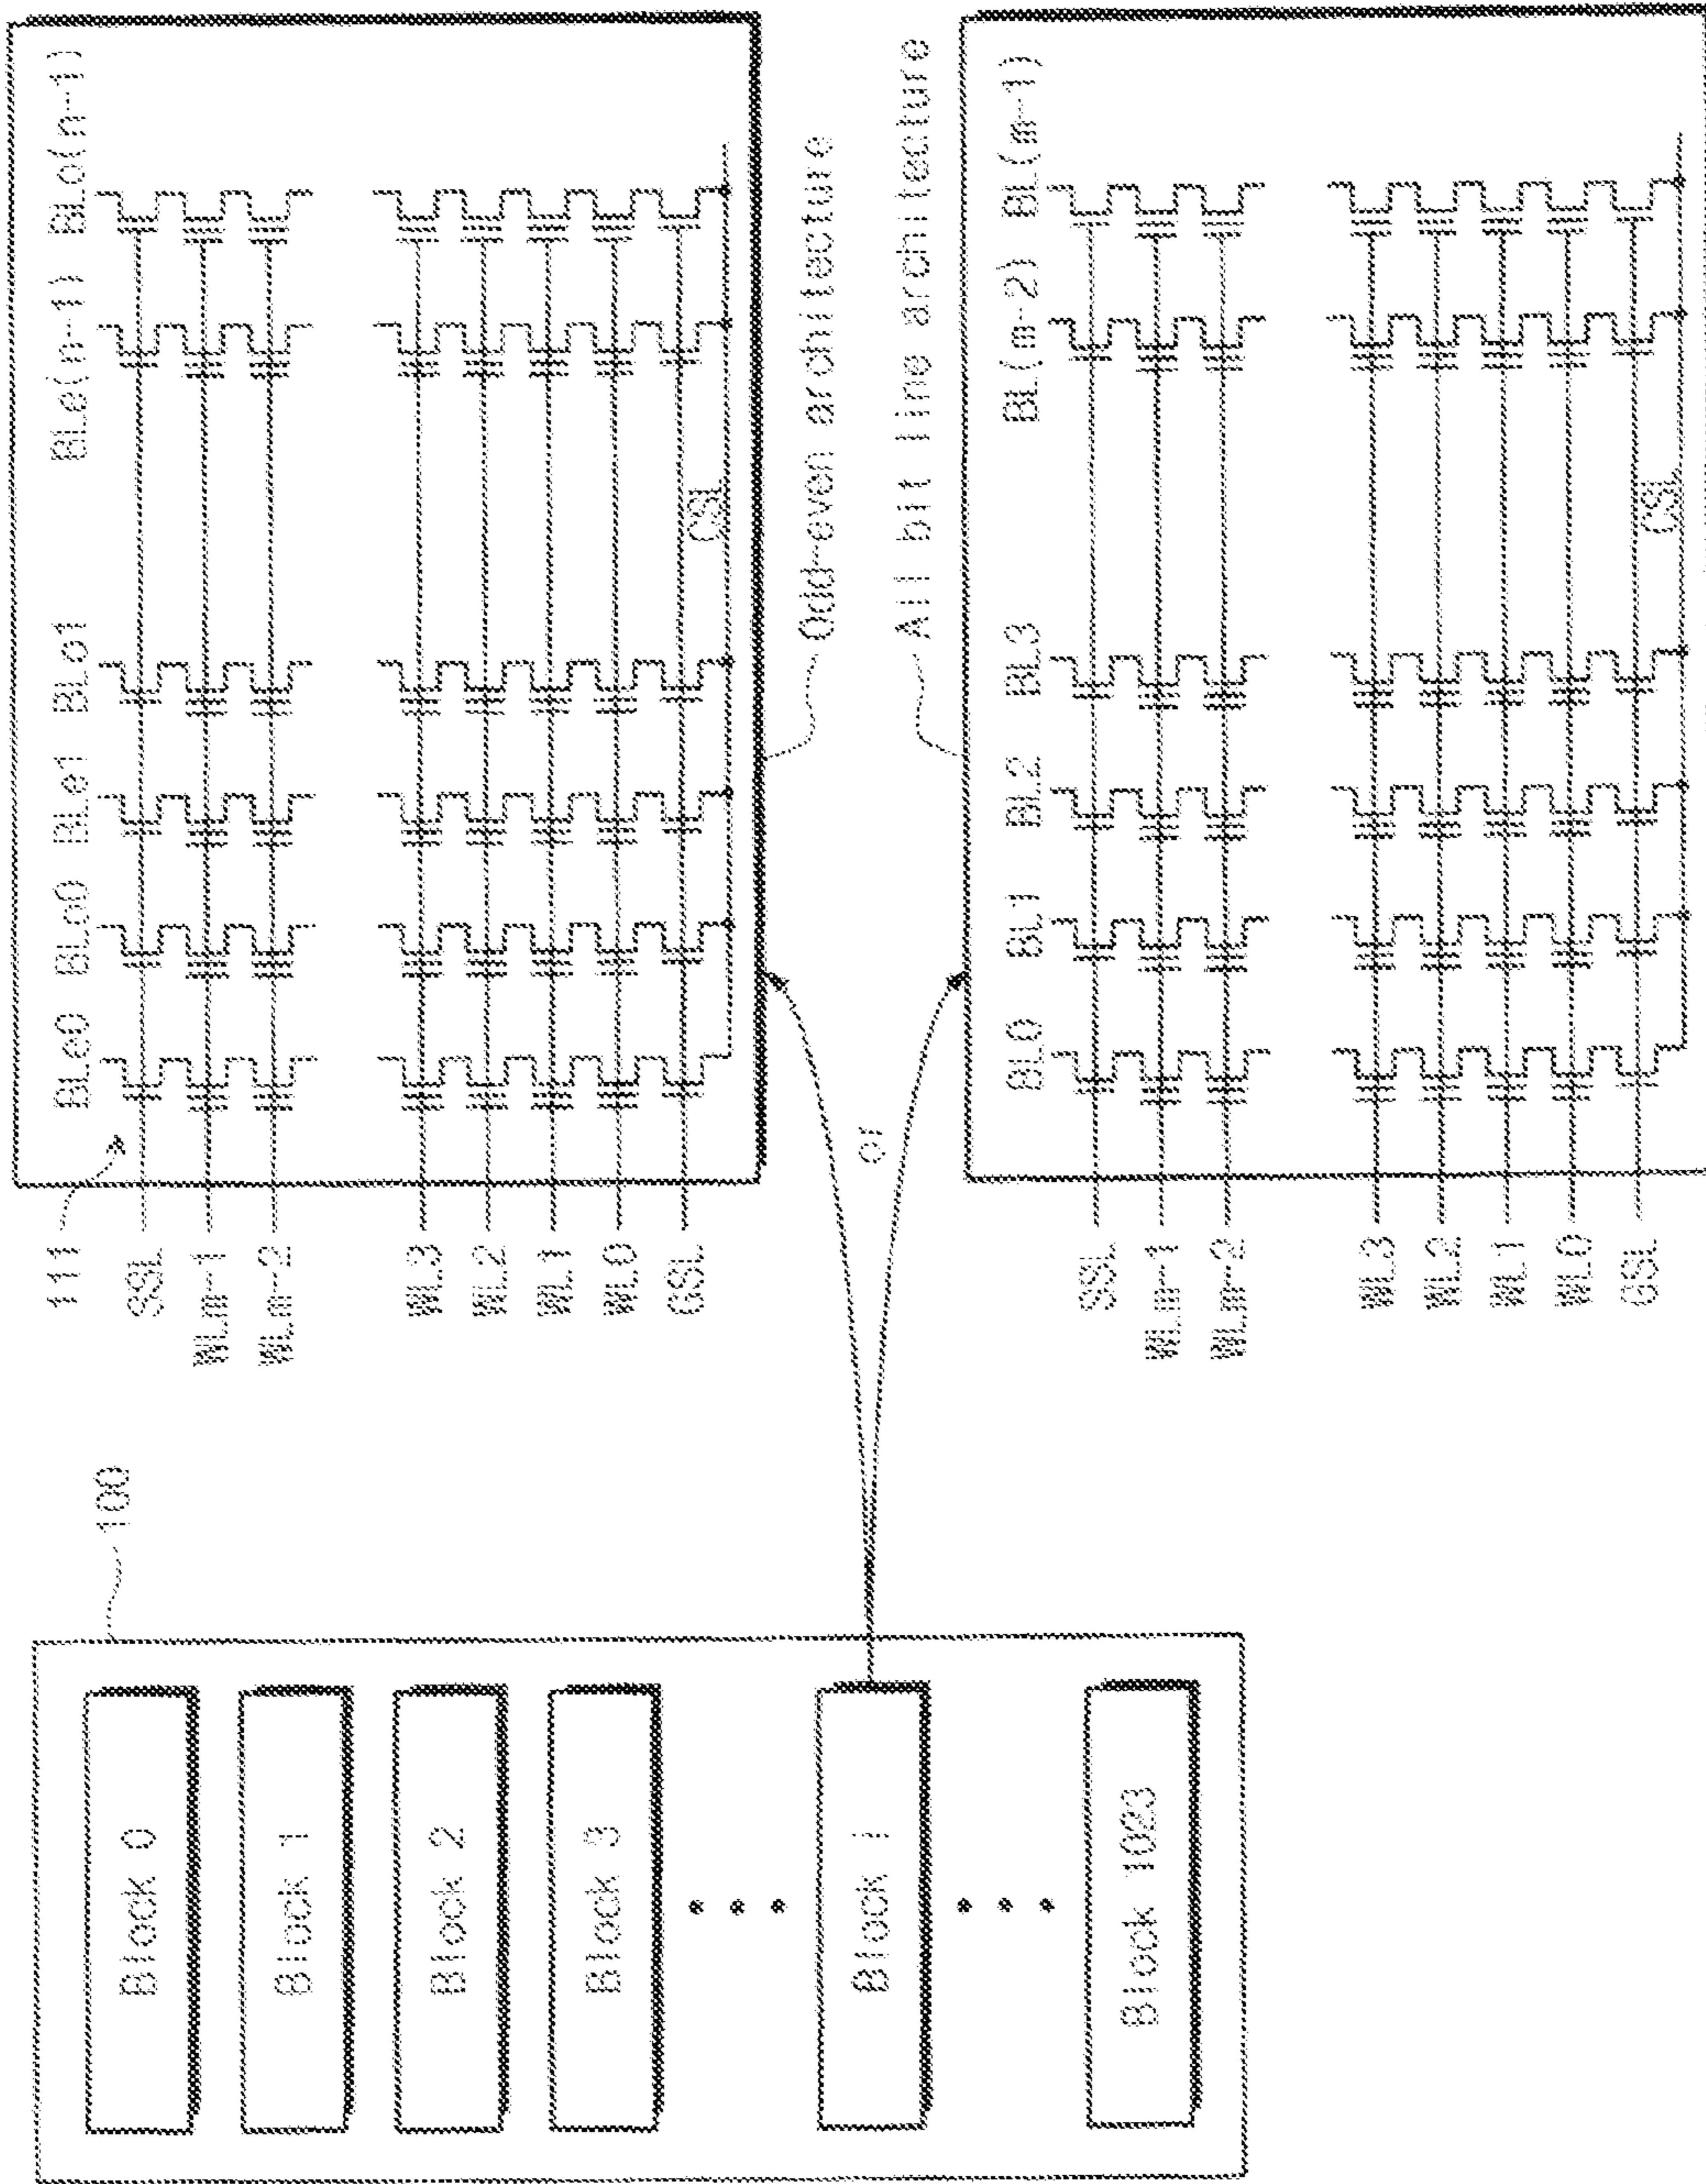 100
Block 0
Block 1
Block 2
Block 3
Block i
Block 1023
or
111
BLe0 BLo0 BLe1 BLo1 BLe(n-1) BLo(n-1)
SSL
WLm-1
WLm-2
WL3
WL2
WL1
WL0
GSL
CSL
Odd-even architecture
All bit line architecture
BL0 BL1 BL2 BL3 BL(m-2) BL(m-1)
SSL
WLm-1
WLm-2
WL3
WL2
WL1
WL0
GSL
CSL